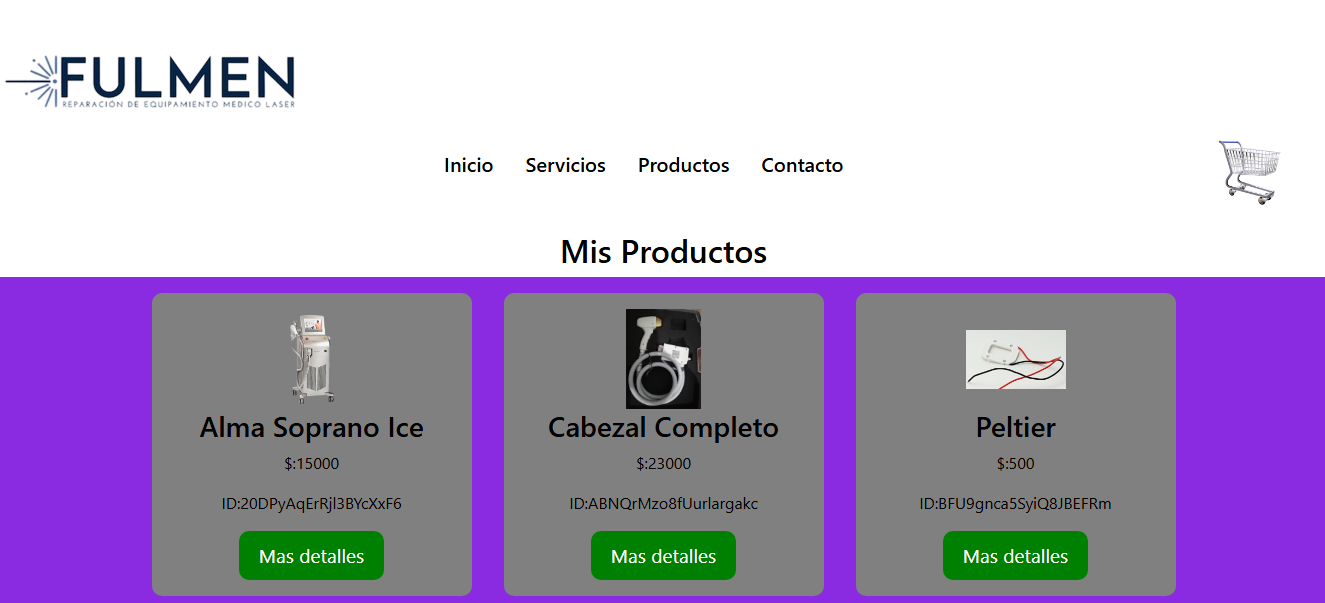 FULMEN
REPARACIÓN DE EQUIPAMIENTO MEDICO LASER
Inicio Servicios Productos Contacto
Mis Productos
Alma Soprano Ice
$:15000
ID:20DPyAqErRjl3BYcXxF6
Mas detalles
Cabezal Completo
$:23000
ID:ABNQrMzo8fUurlargakc
Mas detalles
Peltier
$:500
ID:BFU9gnca5SyiQ8JBEFRm
Mas detalles